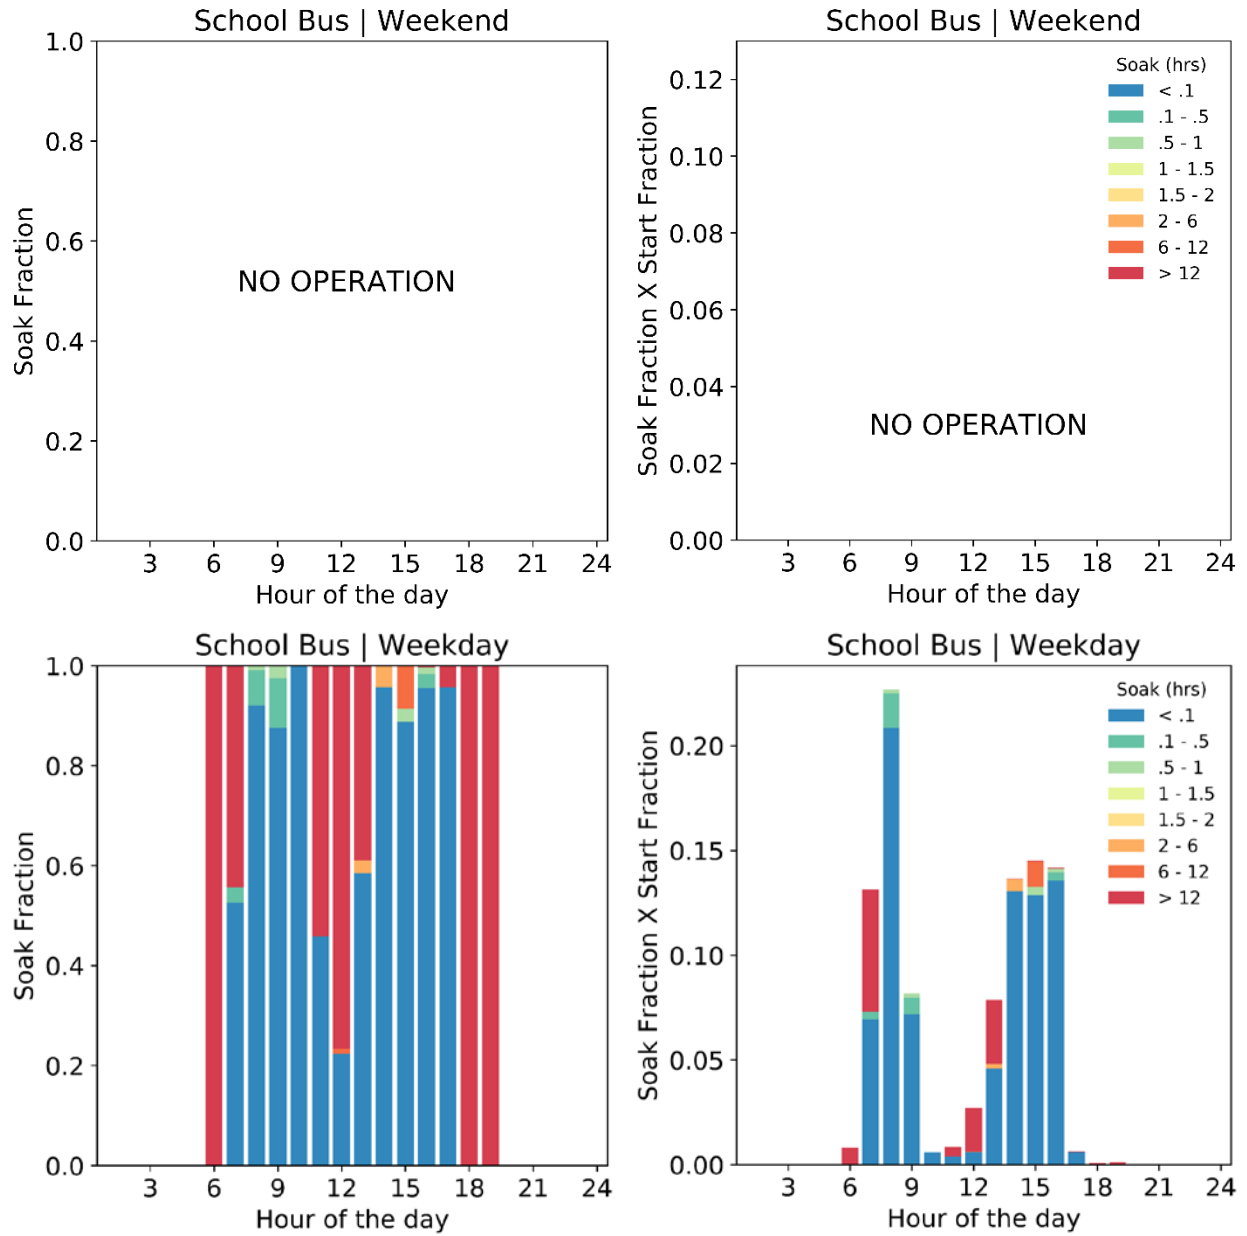 School Bus | Weekend
1.0
0.8
0.6
0.4
0.2
0.0
Soak Fraction
NO OPERATION
3 6 9 12 15 18 21 24
Hour of the day
School Bus | Weekend
0.12
0.10
0.08
0.06
0.04
0.02
0.00
Soak Fraction X Start Fraction
Soak (hrs)
< .1
.1 - .5
.5 - 1
1 - 1.5
1.5 - 2
2 - 6
6 - 12
> 12
NO OPERATION
3 6 9 12 15 18 21 24
Hour of the day
School Bus | Weekday
1.0
0.8
0.6
0.4
0.2
0.0
Soak Fraction
3 6 9 12 15 18 21 24
Hour of the day
School Bus | Weekday
0.20
0.15
0.10
0.05
0.00
Soak Fraction X Start Fraction
Soak (hrs)
< .1
.1 - .5
.5 - 1
1 - 1.5
1.5 - 2
2 - 6
6 - 12
> 12
3 6 9 12 15 18 21 24
Hour of the day